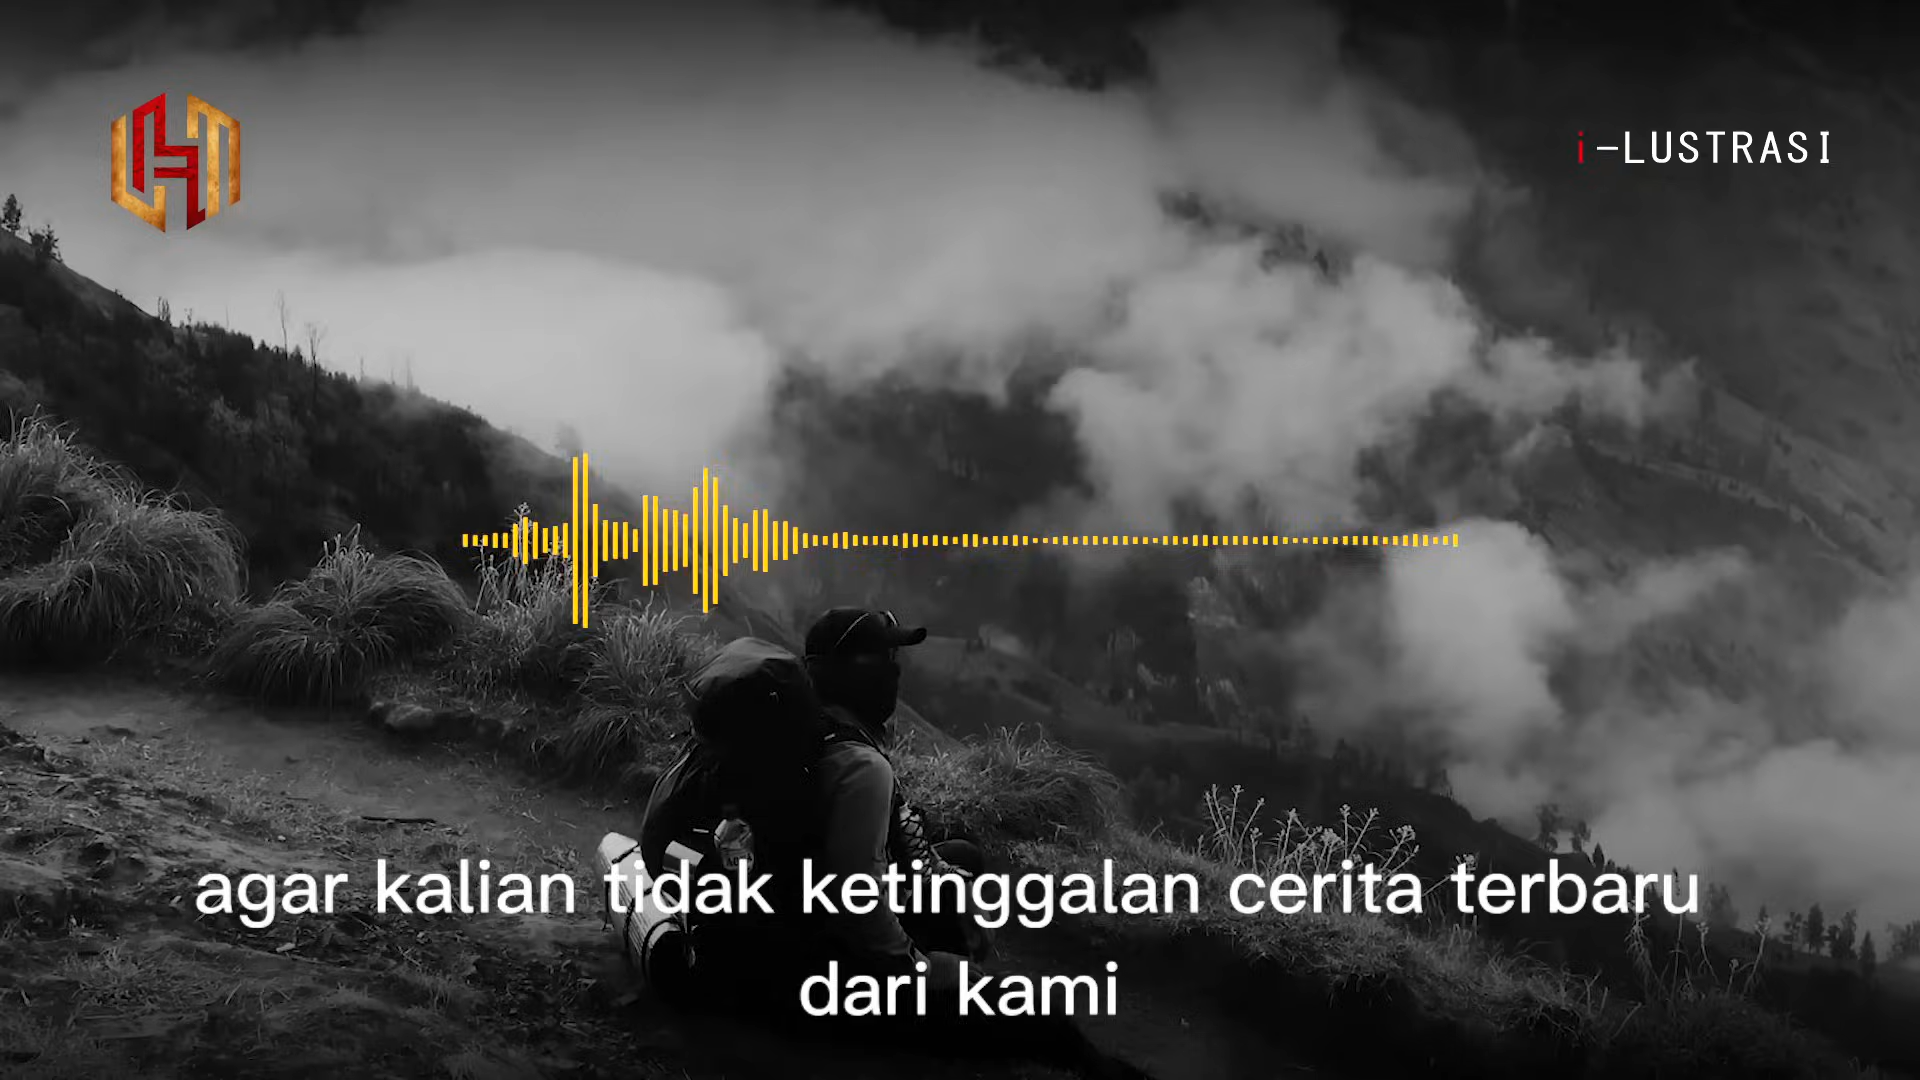 i-LUSTRASI
agar kalian tidak ketinggalan cerita terbaru
dari kami